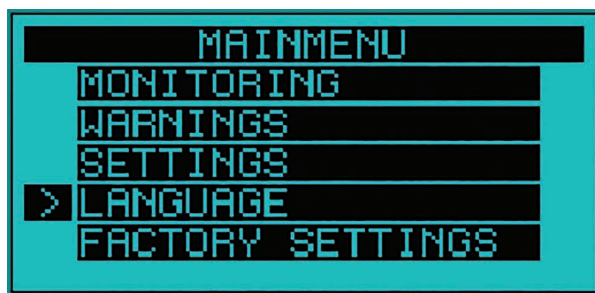 MAINMENU
MONITORING
WARNINGS
SETTINGS
> LANGUAGE
FACTORY SETTINGS